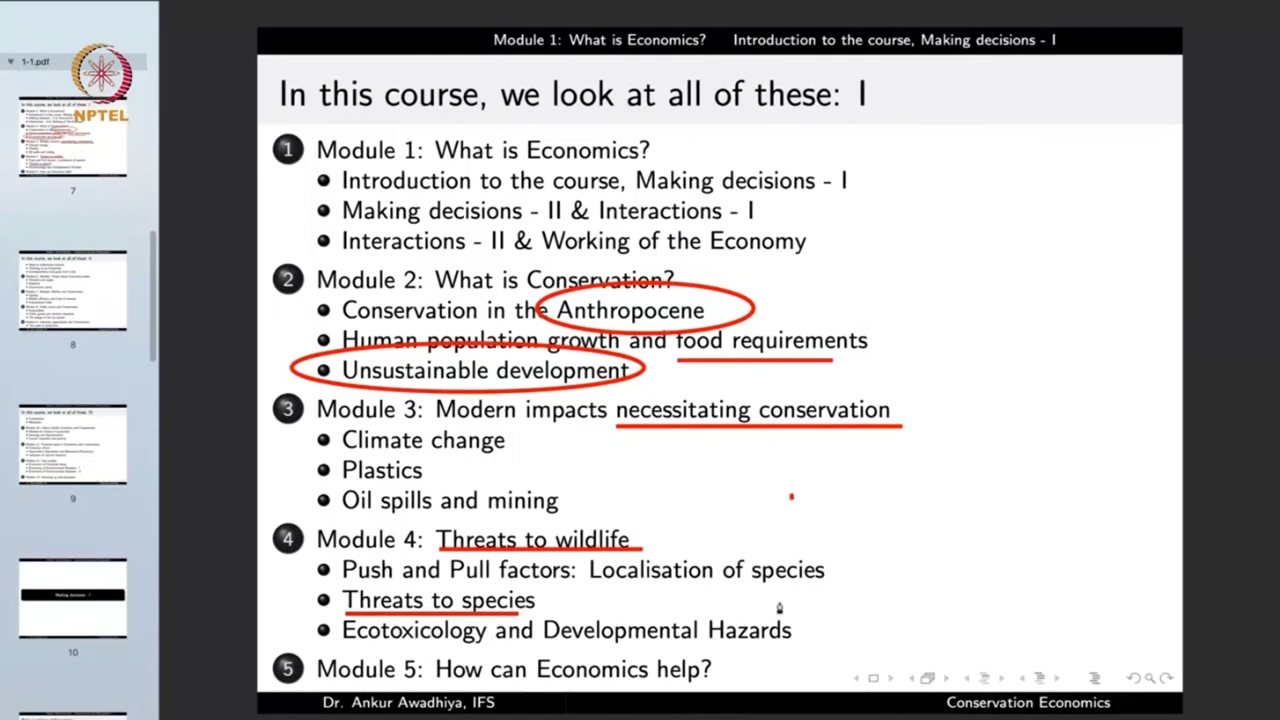 1-1.pdf
NPTEL
7
8
9
Making decisions - I
10
Module 1: What is Economics? Introduction to the course, Making decisions - I
In this course, we look at all of these: I
1 Module 1: What is Economics?
Introduction to the course, Making decisions - I
Making decisions - II & Interactions - I
Interactions - II & Working of the Economy
2 Module 2: What is Conservation?
Conservation in the Anthropocene
Human population growth and food requirements
Unsustainable development
3 Module 3: Modern impacts necessitating conservation
Climate change
Plastics
Oil spills and mining
4 Module 4: Threats to wildlife
Push and Pull factors: Localisation of species
Threats to species
Ecotoxicology and Developmental Hazards
5 Module 5: How can Economics help?
Dr. Ankur Awadhiya, IFS Conservation Economics